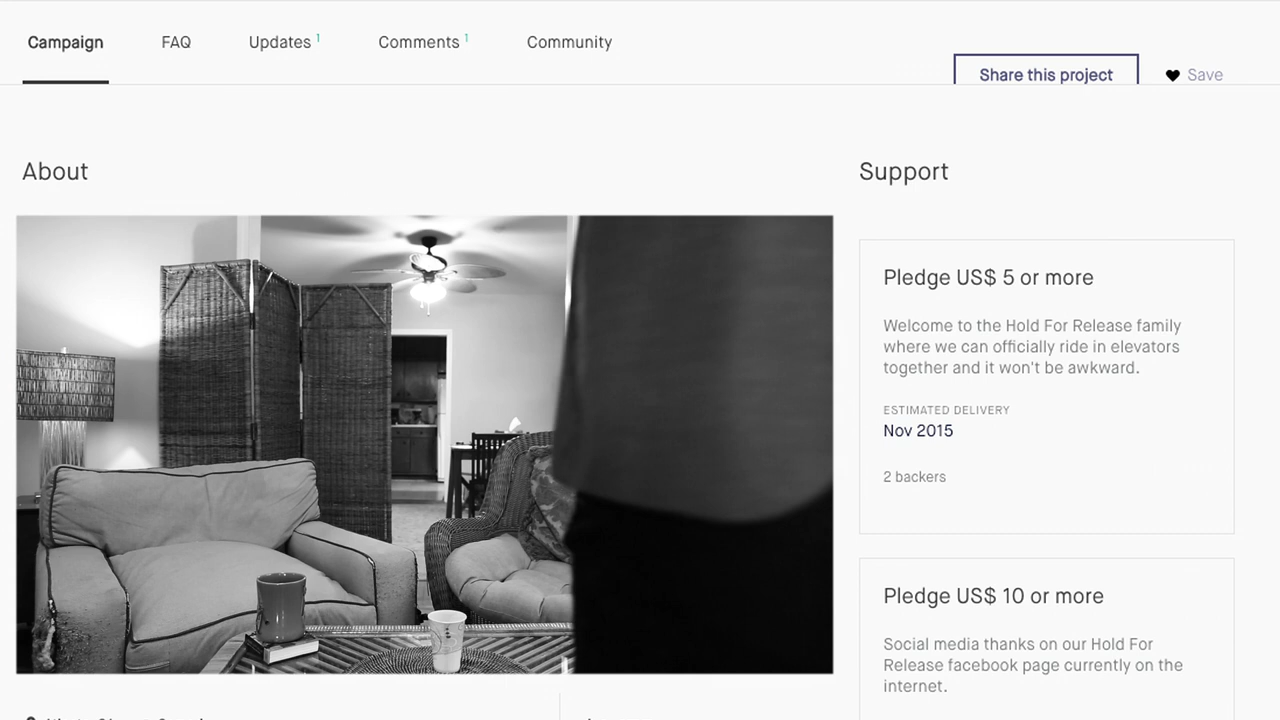 Campaign
FAQ
Updates 1
Comments 1
Community
Share this project
Save
About
Support
Pledge US$ 5 or more
Welcome to the Hold For Release family
where we can officially ride in elevators
together and it won't be awkward.
ESTIMATED DELIVERY
Nov 2015
2 backers
Pledge US$ 10 or more
Social media thanks on our Hold For
Release facebook page currently on the
internet.